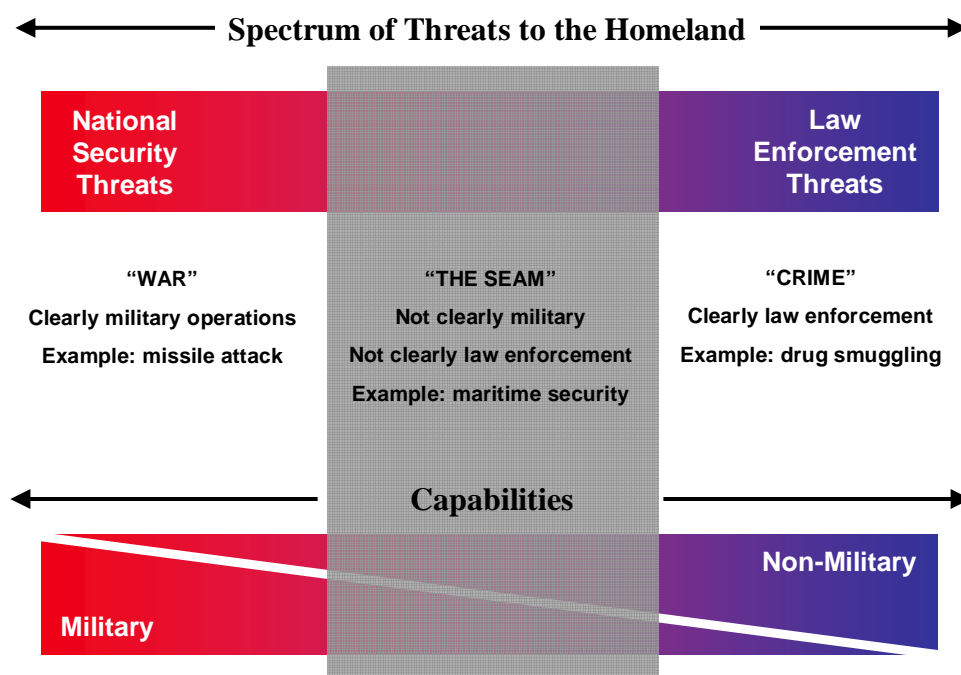 Spectrum of Threats to the Homeland
National
Security
Threats
Law
Enforcement
Threats
“WAR”
Clearly military operations
Example: missile attack
“THE SEAM”
Not clearly military
Not clearly law enforcement
Example: maritime security
“CRIME”
Clearly law enforcement
Example: drug smuggling
Capabilities
Military
Non-Military